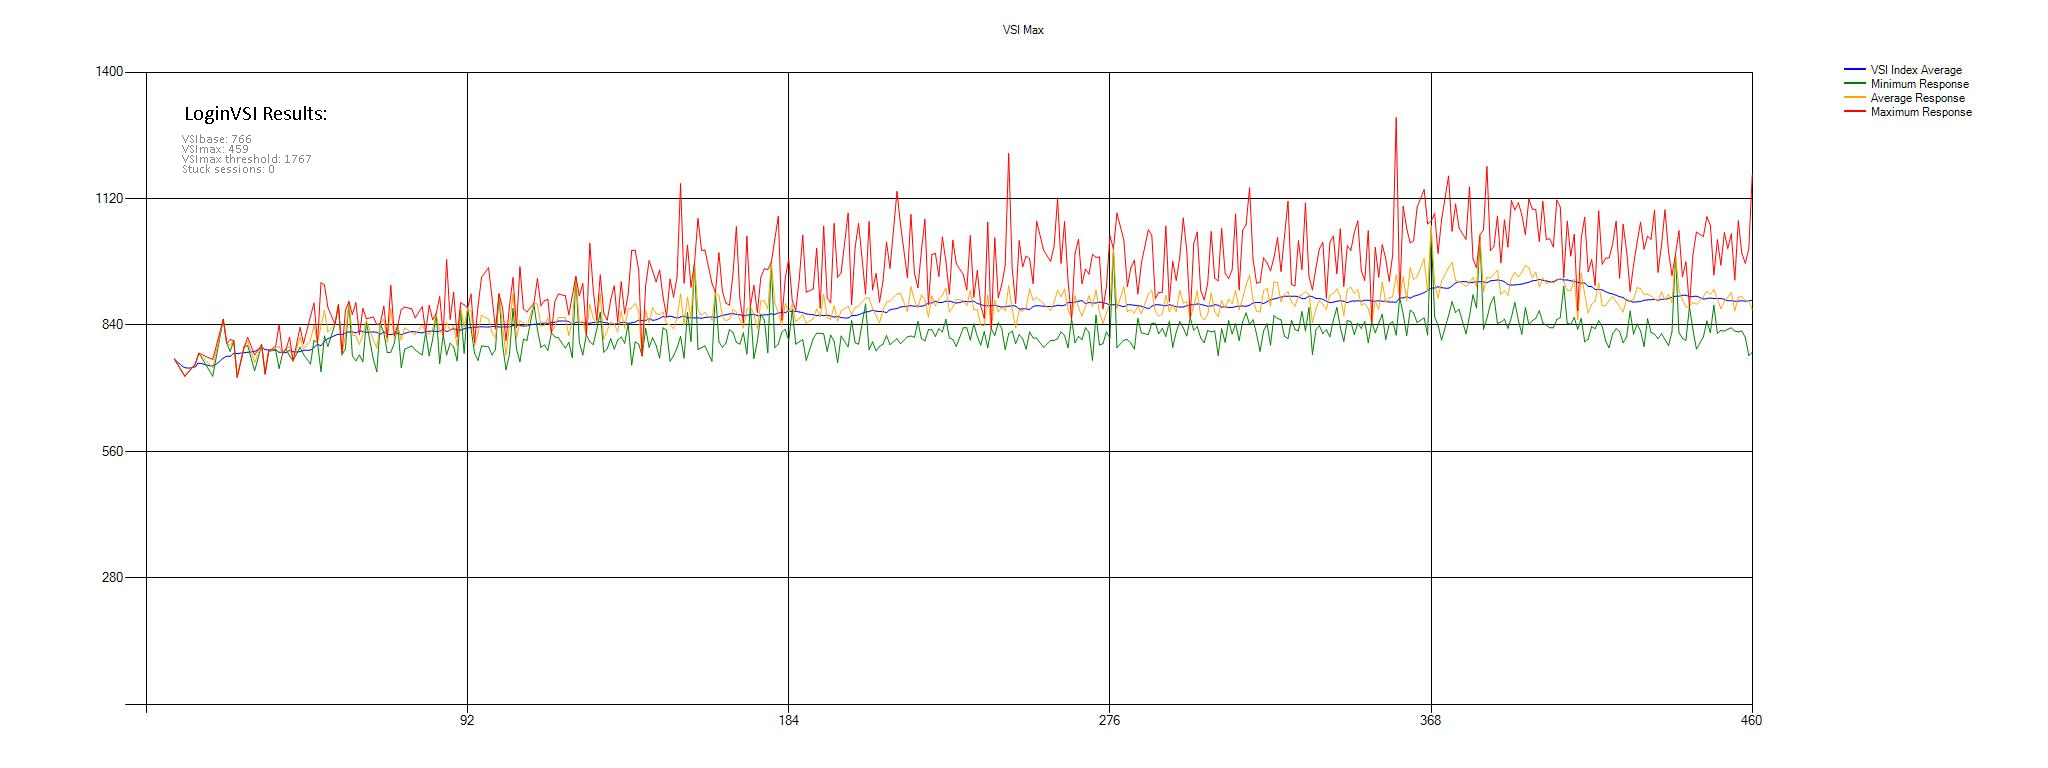 VSI Max
1400
1120
840
560
280
LoginVSI Results:
VSIbase: 766
VSImax: 459
VSImax threshold: 1767
Stuck sessions: 0
VSI Index Average
Minimum Response
Average Response
Maximum Response
92
184
276
368
460